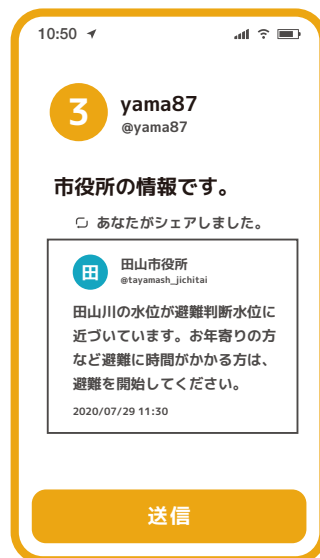 10:50
3
yama87
@yama87
市役所の情報です。
あなたがシェアしました。
田
田山市役所
@tayamash_jichitai
田山川の水位が避難判断水位に
近づいています。お年寄りの方
など避難に時間がかかる方は、
避難を開始してください。
2020/07/29 11:30
送信